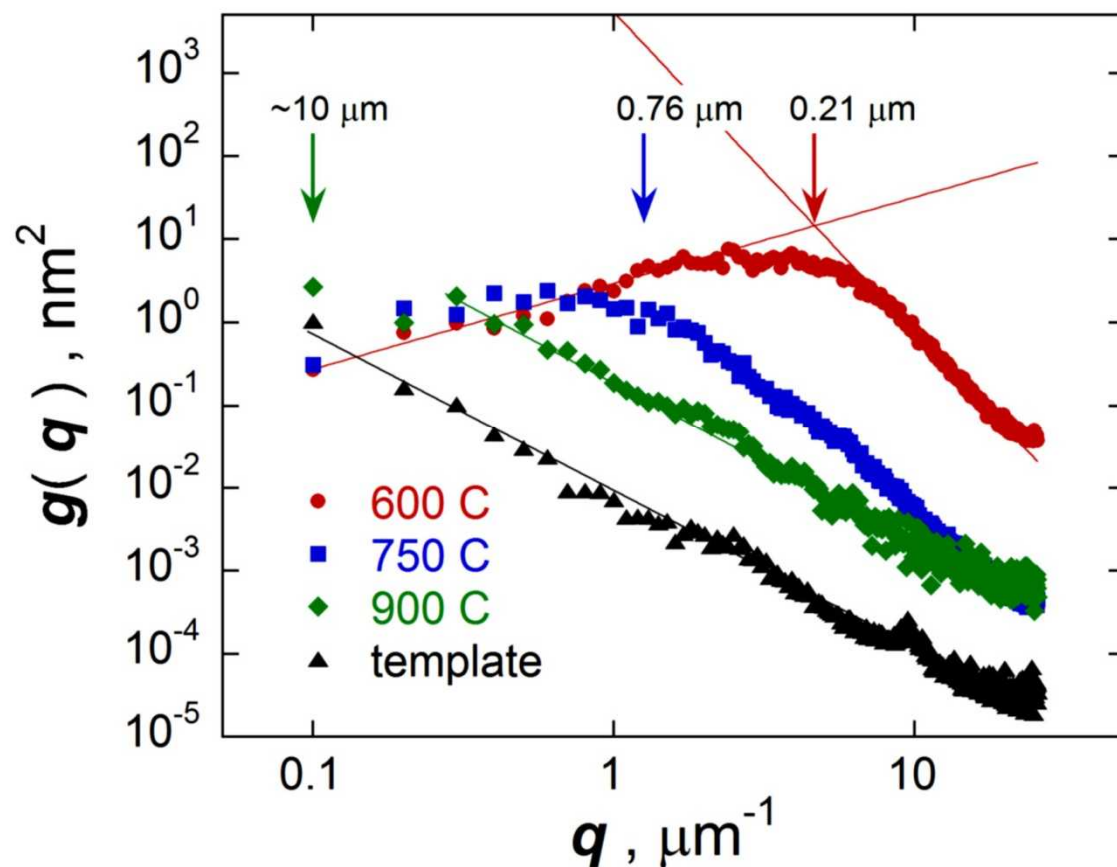 10³
~10 μm
0.76 μm
0.21 μm
10²
10¹
10⁰
10⁻¹
10⁻²
10⁻³
10⁻⁴
10⁻⁵
g(q) , nm²
600 C
750 C
900 C
template
0.1
1
10
q , μm⁻¹